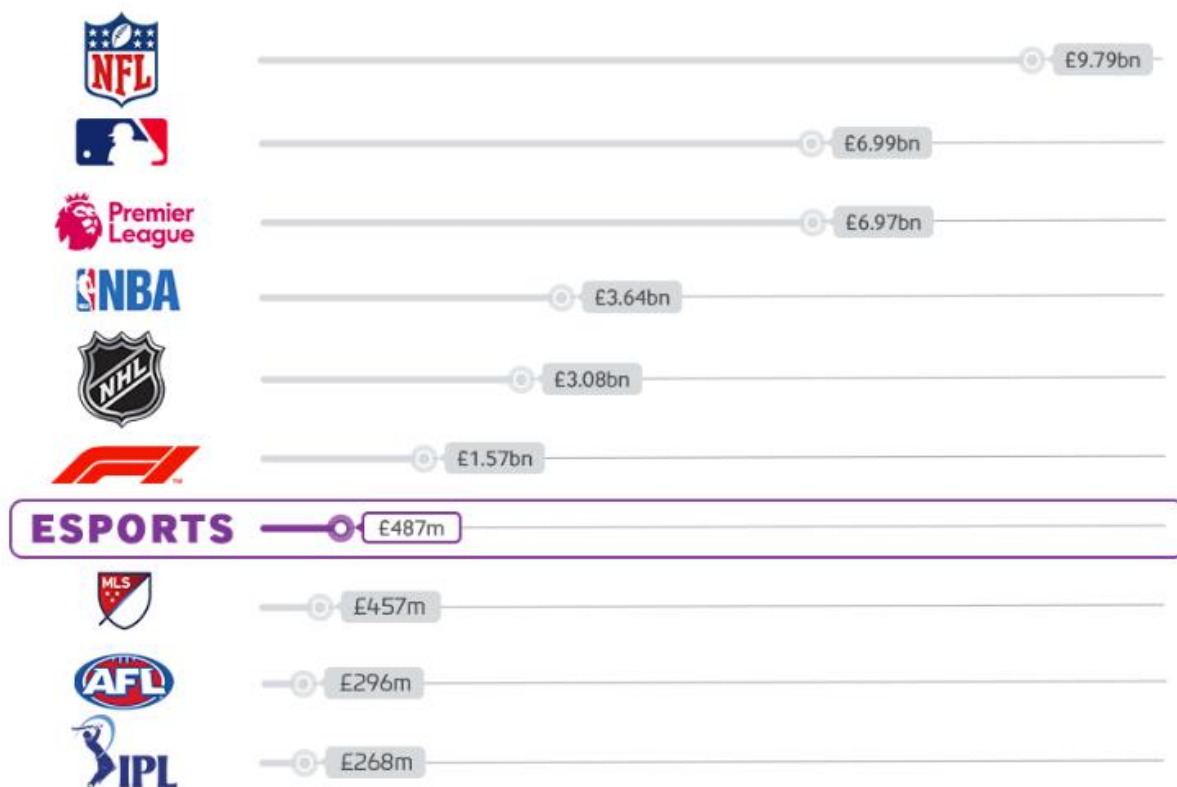 NFL
£9.79bn
£6.99bn
Premier
League
£6.97bn
NBA
£3.64bn
NHL
£3.08bn
£1.57bn
TM
ESPORTS
£487m
MLS
£457m
AFL
£296m
IPL
£268m